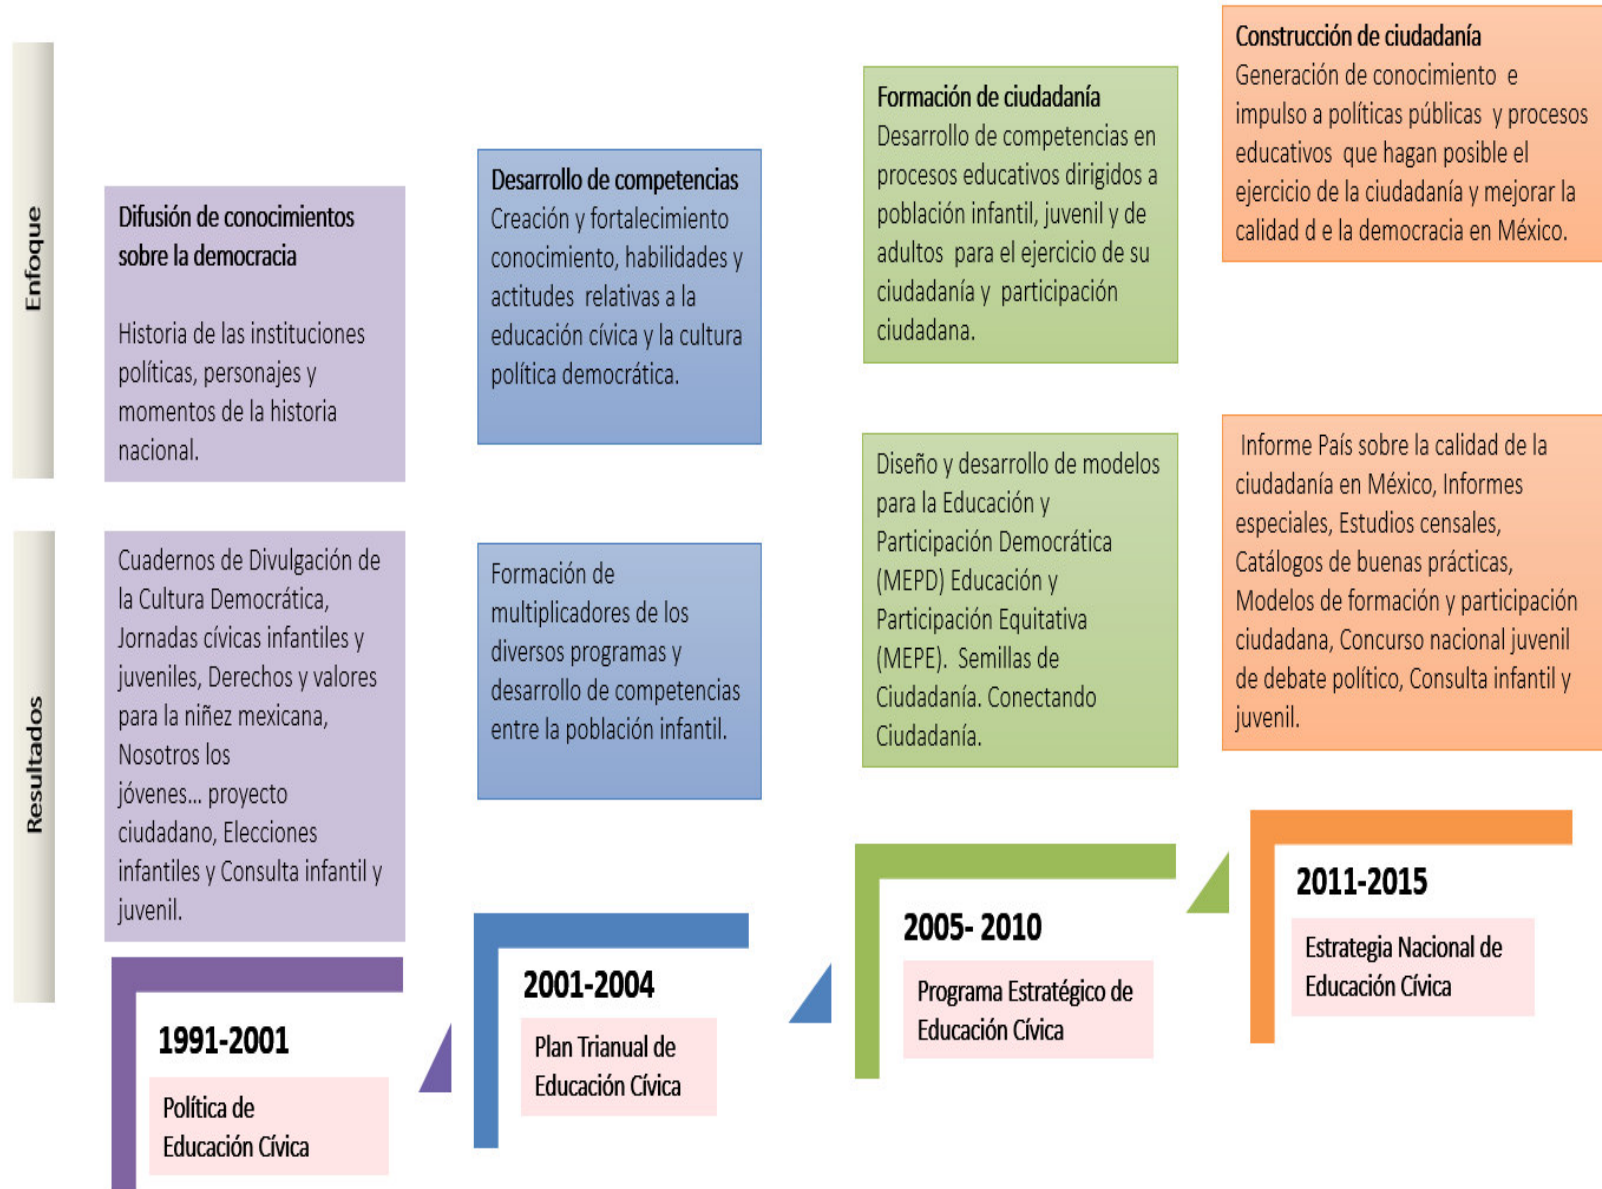 Enfoque
Difusión de conocimientos
sobre la democracia
Historia de las instituciones
políticas, personajes y
momentos de la historia
nacional.
Desarrollo de competencias
Creación y fortalecimiento
conocimiento, habilidades y
actitudes relativas a la
educación cívica y la cultura
política democrática.
Formación de ciudadanía
Desarrollo de competencias en
procesos educativos dirigidos a
población infantil, juvenil y de
adultos para el ejercicio de su
ciudadanía y participación
ciudadana.
Construcción de ciudadanía
Generación de conocimiento e
impulso a políticas públicas y procesos
educativos que hagan posible el
ejercicio de la ciudadanía y mejorar la
calidad d e la democracia en México.
Resultados
Cuadernos de Divulgación de
la Cultura Democrática,
Jornadas cívicas infantiles y
juveniles, Derechos y valores
para la niñez mexicana,
Nosotros los
jóvenes... proyecto
ciudadano, Elecciones
infantiles y Consulta infantil y
juvenil.
Formación de
multiplicadores de los
diversos programas y
desarrollo de competencias
entre la población infantil.
Diseño y desarrollo de modelos
para la Educación y
Participación Democrática
(MEPD) Educación y
Participación Equitativa
(MEPE). Semillas de
Ciudadanía. Conectando
Ciudadanía.
Informe País sobre la calidad de la
ciudadanía en México, Informes
especiales, Estudios censales,
Catálogos de buenas prácticas,
Modelos de formación y participación
ciudadana, Concurso nacional juvenil
de debate político, Consulta infantil y
juvenil.
1991-2001
Política de
Educación Cívica
2001-2004
Plan Trianual de
Educación Cívica
2005- 2010
Programa Estratégico de
Educación Cívica
2011-2015
Estrategia Nacional de
Educación Cívica